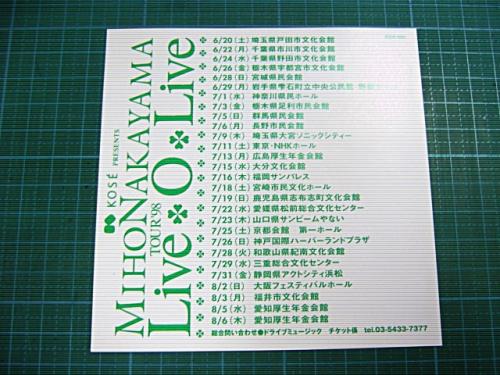 KOSÉ PRESENTS
MIHO NAKAYAMA
TOUR '98
Live O Live
6/20（土）埼玉県戸田市文化会館
6/22（月）千葉県市川市文化会館
6/24（水）千葉県野田市文化会館
6/26（金）栃木県宇都宮市文化会館
6/28（日）宮城県民会館
6/29（月）岩手県雫石町立中央公民館
7/1（水）神奈川県民ホール
7/3（金）栃木県足利市民会館
7/5（日）群馬県民会館
7/6（月）長野市民会館
7/9（木）埼玉県大宮ソニックシティー
7/11（土）東京・NHKホール
7/13（月）広島厚生年金会館
7/15（水）大分文化会館
7/16（木）福岡サンパレス
7/18（土）宮崎市民文化ホール
7/19（日）鹿児島県志布志町文化会館
7/22（水）愛媛県松前総合文化センター
7/23（木）山口県サンビームやない
7/25（土）京都会館 第一ホール
7/26（日）神戸国際ハーバーランドプラザ
7/28（火）和歌山県紀南文化会館
7/29（水）三重総合文化センター
7/31（金）静岡県アクトシティ浜松
8/2（日）大阪フェスティバルホール
8/3（月）福井市文化会館
8/5（水）愛知厚生年金会館
8/6（木）愛知厚生年金会館
総合問い合わせ●ドライブミュージック チケット係 tel.03-5433-7377